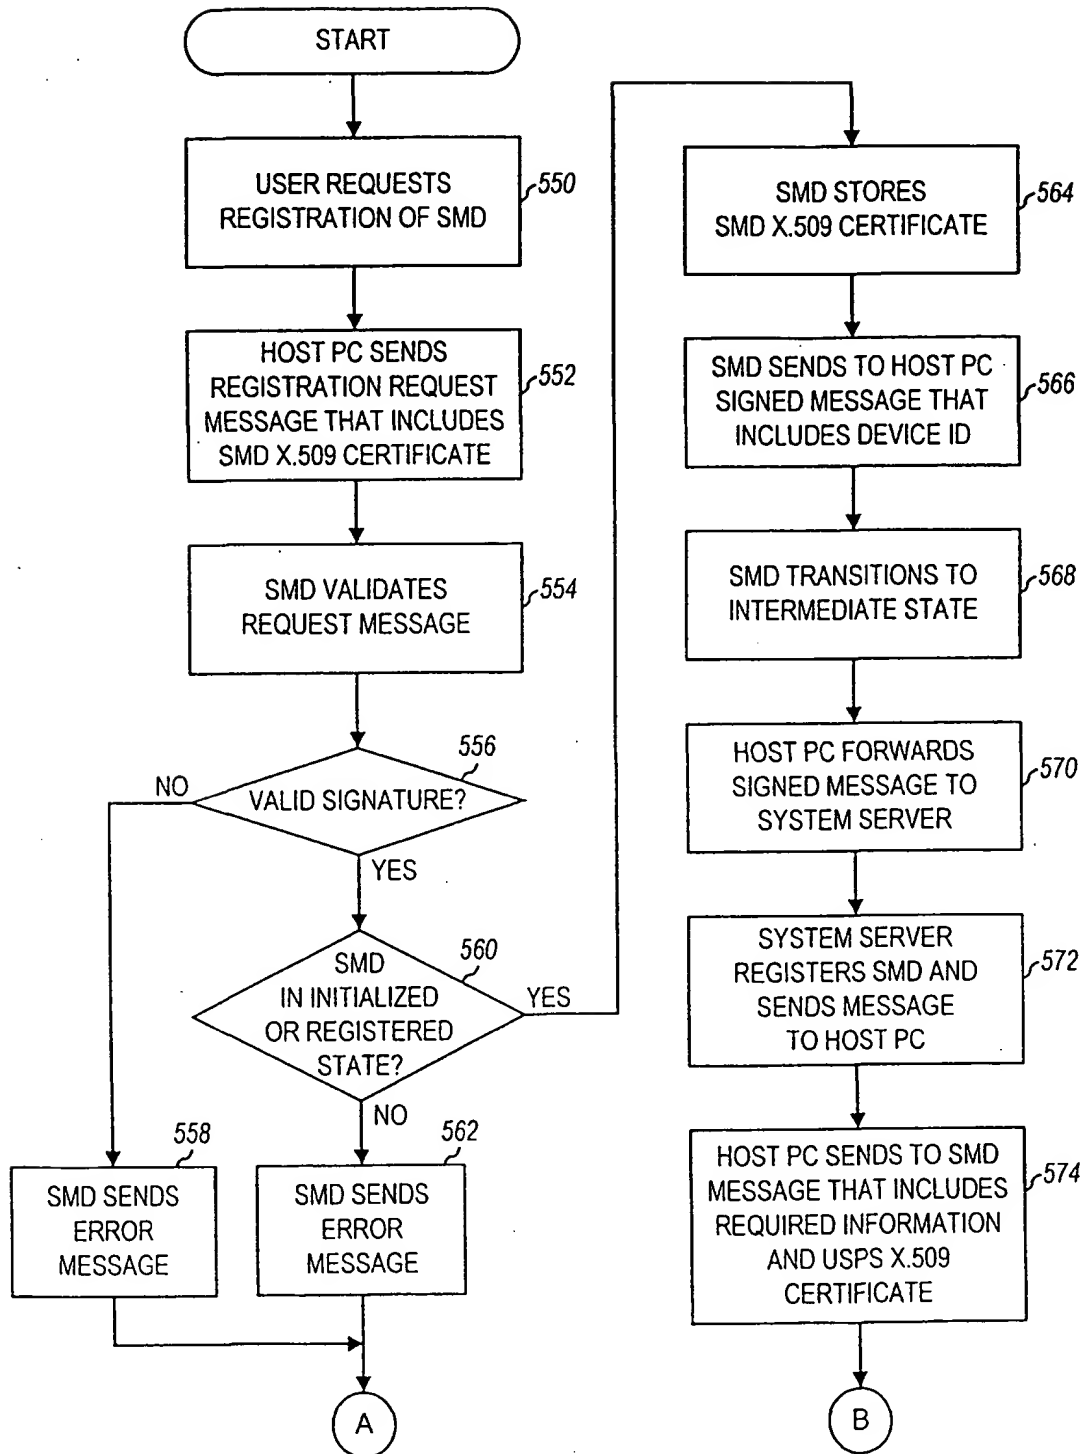 START
USER REQUESTS
REGISTRATION OF SMD
550
HOST PC SENDS
REGISTRATION REQUEST
MESSAGE THAT INCLUDES
SMD X.509 CERTIFICATE
552
SMD VALIDATES
REQUEST MESSAGE
554
556
NO
VALID SIGNATURE?
YES
560
SMD
IN INITIALIZED
OR REGISTERED
STATE?
YES
NO
558
SMD SENDS
ERROR
MESSAGE
562
SMD SENDS
ERROR
MESSAGE
A
SMD STORES
SMD X.509 CERTIFICATE
564
SMD SENDS TO HOST PC
SIGNED MESSAGE THAT
INCLUDES DEVICE ID
566
SMD TRANSITIONS TO
INTERMEDIATE STATE
568
HOST PC FORWARDS
SIGNED MESSAGE TO
SYSTEM SERVER
570
SYSTEM SERVER
REGISTERS SMD AND
SENDS MESSAGE
TO HOST PC
572
HOST PC SENDS TO SMD
MESSAGE THAT INCLUDES
REQUIRED INFORMATION
AND USPS X.509
CERTIFICATE
574
B